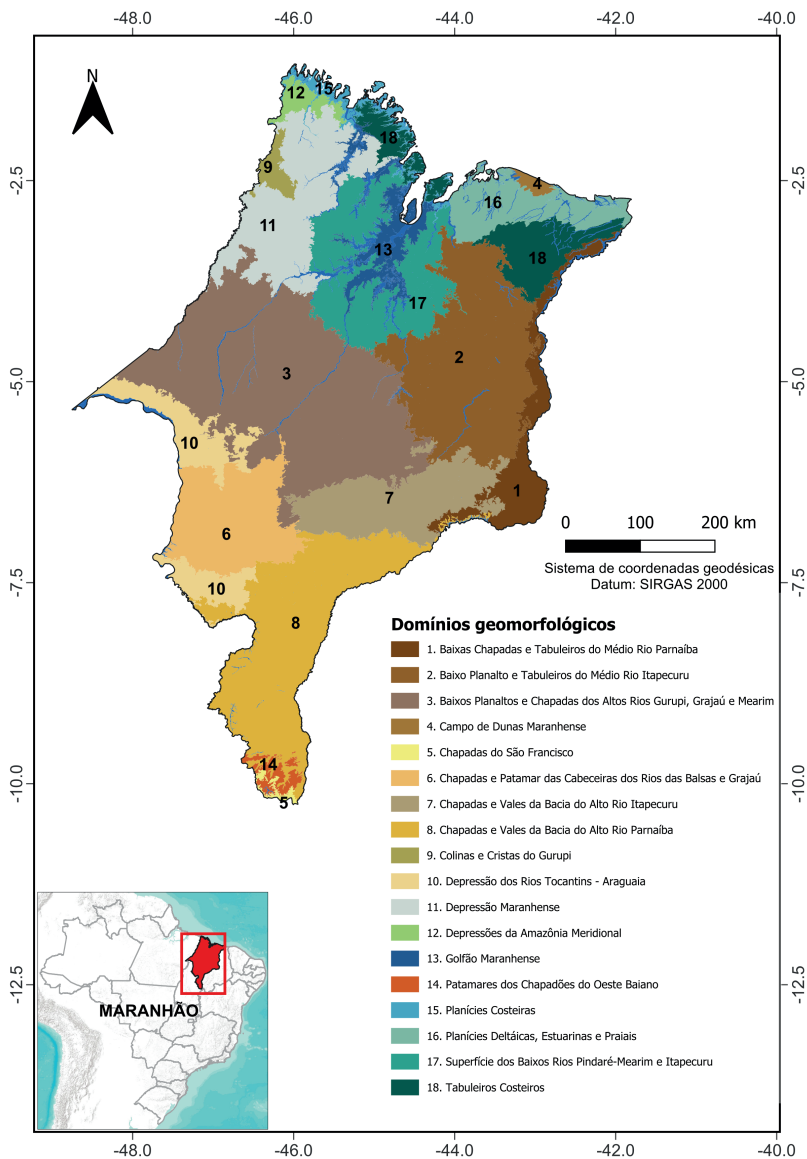 -48.0 -46.0 -44.0 -42.0 -40.0
N
12 15
18
9 4
-2.5 -2.5
16
11
13 18
17
2
3
-5.0 -5.0
10
7 1
6
0 100 200 km
Sistema de coordenadas geodésicas
Datum: SIRGAS 2000
-7.5 -7.5
10
8
Domínios geomorfológicos
1. Baixas Chapadas e Tabuleiros do Médio Rio Parnaíba
2. Baixo Planalto e Tabuleiros do Médio Rio Itapecuru
3. Baixos Planaltos e Chapadas dos Altos Rios Gurupi, Grajaú e Mearim
4. Campo de Dunas Maranhense
5. Chapadas do São Francisco
6. Chapadas e Patamar das Cabeceiras dos Rios das Balsas e Grajaú
7. Chapadas e Vales da Bacia do Alto Rio Itapecuru
8. Chapadas e Vales da Bacia do Alto Rio Parnaíba
9. Colinas e Cristas do Gurupi
10. Depressão dos Rios Tocantins - Araguaia
11. Depressão Maranhense
12. Depressões da Amazônia Meridional
13. Golfão Maranhense
14. Patamares dos Chapadões do Oeste Baiano
15. Planícies Costeiras
16. Planícies Deltáicas, Estuarinas e Praiais
17. Superfície dos Baixos Rios Pindaré-Mearim e Itapecuru
18. Tabuleiros Costeiros
14
-10.0 -10.0
5
-12.5 -12.5
MARANHÃO
-48.0 -46.0 -44.0 -42.0 -40.0